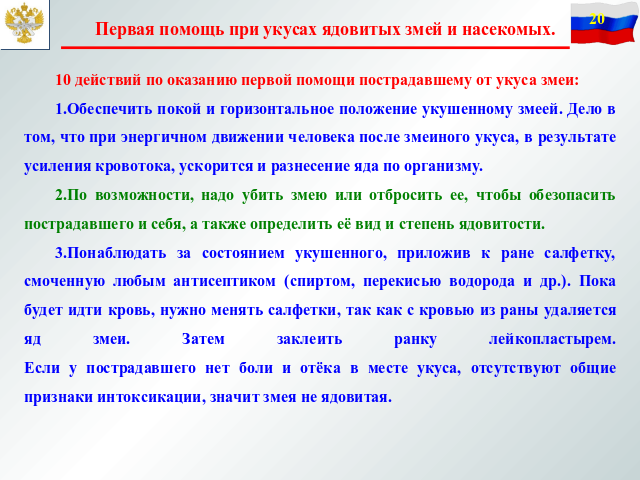 Первая помощь при укусах ядовитых змей и насекомых.
20
10 действий по оказанию первой помощи пострадавшему от укуса змеи:
1.Обеспечить покой и горизонтальное положение укушенному змеей. Дело в
том, что при энергичном движении человека после змеиного укуса, в результате
усиления кровотока, ускорится и разнесение яда по организму.
2.По возможности, надо убить змею или отбросить ее, чтобы обезопасить
пострадавшего и себя, а также определить её вид и степень ядовитости.
3.Понаблюдать за состоянием укушенного, приложив к ране салфетку,
смоченную любым антисептиком (спиртом, перекисью водорода и др.). Пока
будет идти кровь, нужно менять салфетки, так как с кровью из раны удаляется
яд змеи. Затем заклеить ранку лейкопластырем.
Если у пострадавшего нет боли и отёка в месте укуса, отсутствуют общие
признаки интоксикации, значит змея не ядовитая.